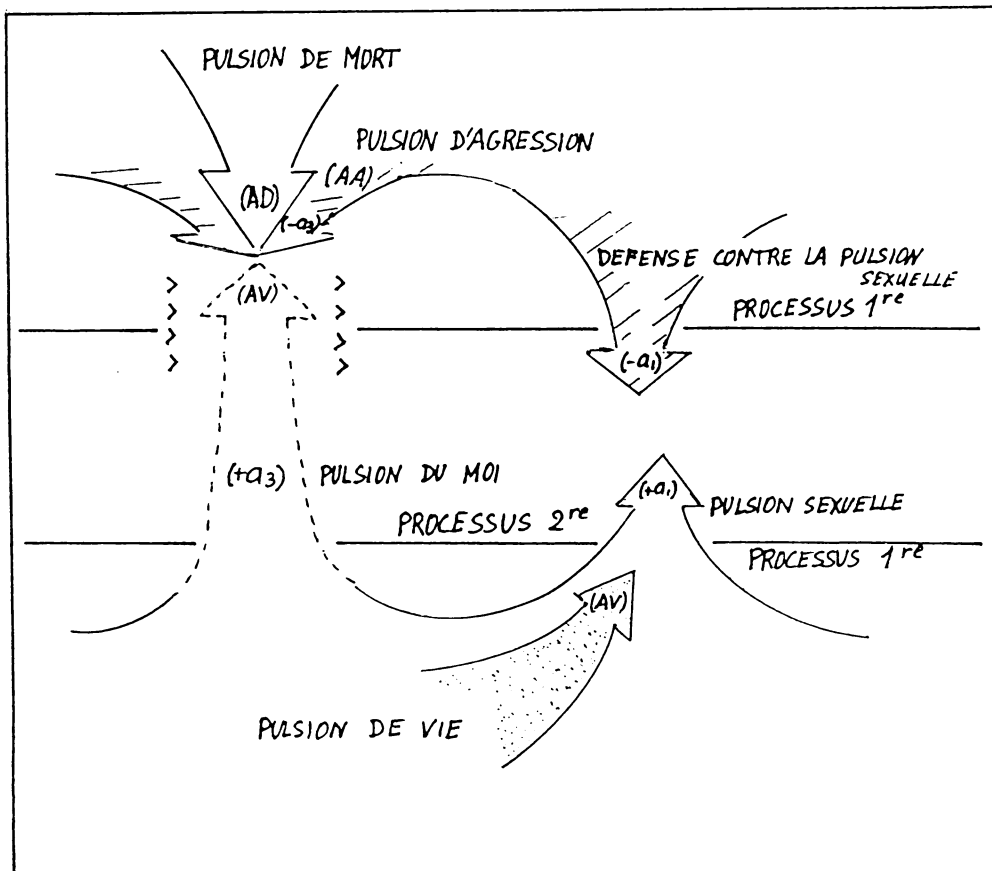 PULSION DE MORT
PULSION D'AGRESSION
(AA)
(AD)
(-a3)
DEFENSE CONTRE LA PULSION
SEXUELLE
(AV)
PROCESSUS 1re
(-a1)
(+a3) PULSION DU MOI
(+a1)
PULSION SEXUELLE
PROCESSUS 2re
PROCESSUS 1re
(AV)
PULSION DE VIE